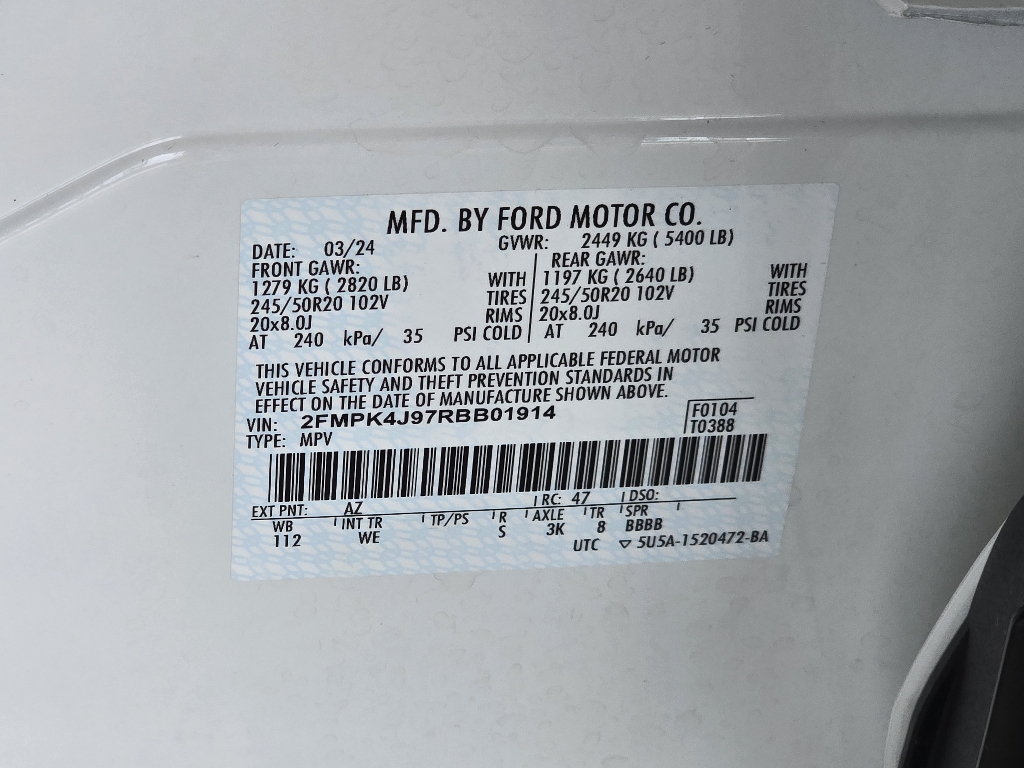 MFD. BY FORD MOTOR CO.
DATE: 03/24 GVWR: 2449 KG ( 5400 LB)
FRONT GAWR: REAR GAWR:
1279 KG ( 2820 LB) WITH 1197 KG ( 2640 LB) WITH
245/50R20 102V TIRES 245/50R20 102V TIRES
20x8.0J RIMS 20x8.0J RIMS
AT 240 kPa/ 35 PSI COLD AT 240 kPa/ 35 PSI COLD
THIS VEHICLE CONFORMS TO ALL APPLICABLE FEDERAL MOTOR
VEHICLE SAFETY AND THEFT PREVENTION STANDARDS IN
EFFECT ON THE DATE OF MANUFACTURE SHOWN ABOVE.
VIN: 2FMPK4J97RBB01914 F0104
TYPE: MPV T0388
EXT PNT: AZ RC: 47 DSO:
WB INT TR TP/PS R AXLE TR SPR
112 WE S 3K 8 BBBB
UTC ▽ 5U5A-1520472-BA